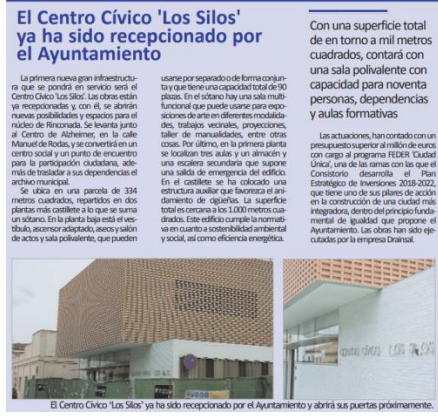 El Centro Cívico 'Los Silos'
ya ha sido recepcionado por
el Ayuntamiento
Con una superficie total
de en torno a mil metros
cuadrados, contará con
una sala polivalente con
capacidad para noventa
personas, dependencias
y aulas formativas
La primera nueva gran infraestructu-
ra que se pondrá en servicio será el
Centro Cívico 'Los Silos'. Las obras están
ya recepcionadas y, con él, se abrirán
nuevas posibilidades y espacios para el
núcleo de Rinconada. Se levanta junto
al Centro de Alzheimer, en la calle
Manuel de Rodas, y se convertirá en un
centro social y un punto de encuentro
para la participación ciudadana, ade-
más de trasladar a sus dependencias el
archivo municipal.
Se ubica en una parcela de 334
metros cuadrados, repartidos en dos
plantas más castillete a lo que se suma
un sótano. En la planta baja está el ves-
tíbulo, ascensor adaptado, aseos y salón
de actos y sala polivalente, que pueden
usarse por separado o de forma conjun-
ta y que tiene una capacidad total de 90
plazas. En el sótano hay una sala multi-
funcional que puede usarse para expo-
siciones de arte en diferentes modalida-
des, trabajos vecinales, proyecciones,
taller de manualidades, entre otras
cosas. Por último, en la primera planta
se localizan tres aulas y un almacén y
una escalera secundaria que supone
una salida de emergencia del edificio.
En el castillete se ha colocado una
estructura auxiliar que favorezca el ani-
damiento de cigüeñas. La superficie
total es cercana a los 1.000 metros cua-
drados. Este edificio cumple la normati-
va en cuanto a sostenibilidad ambiental
y social, así como eficiencia energética.
Las actuaciones, han contado con un
presupuesto superior al millón de euros
con cargo al programa FEDER 'Ciudad
Única', una de las ramas con las que el
Consistorio desarrolla el Plan
Estratégico de Inversiones 2018-2022,
que tiene uno de sus pilares de acción
en la construcción de una ciudad más
integradora, dentro del principio funda-
mental de igualdad que propone el
Ayuntamiento. Las obras han sido eje-
cutadas por la empresa Drainsal.
centro cívico LOS SILOS
El Centro Cívico 'Los Silos' ya ha sido recepcionado por el Ayuntamiento y abrirá sus puertas próximamente.